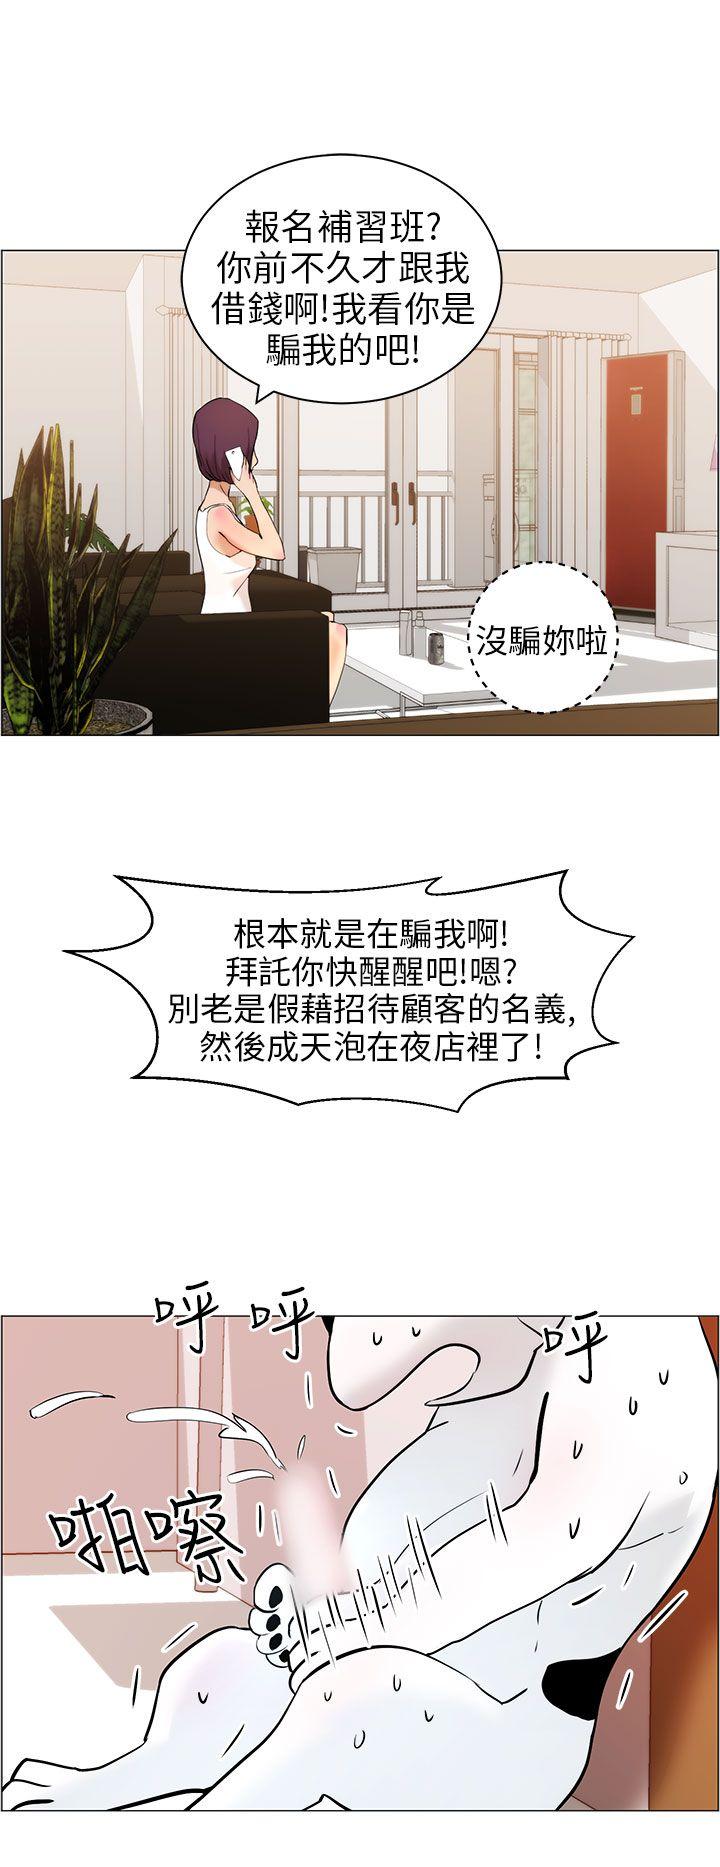 報名補習班?
你前不久才跟我
借錢啊!我看你是
騙我的吧!
沒騙妳啦
根本就是在騙我啊!
拜託你快醒醒吧!嗯?
別老是假藉招待顧客的名義,
然後成天泡在夜店裡了!
呼
呼
呼
啪嚓